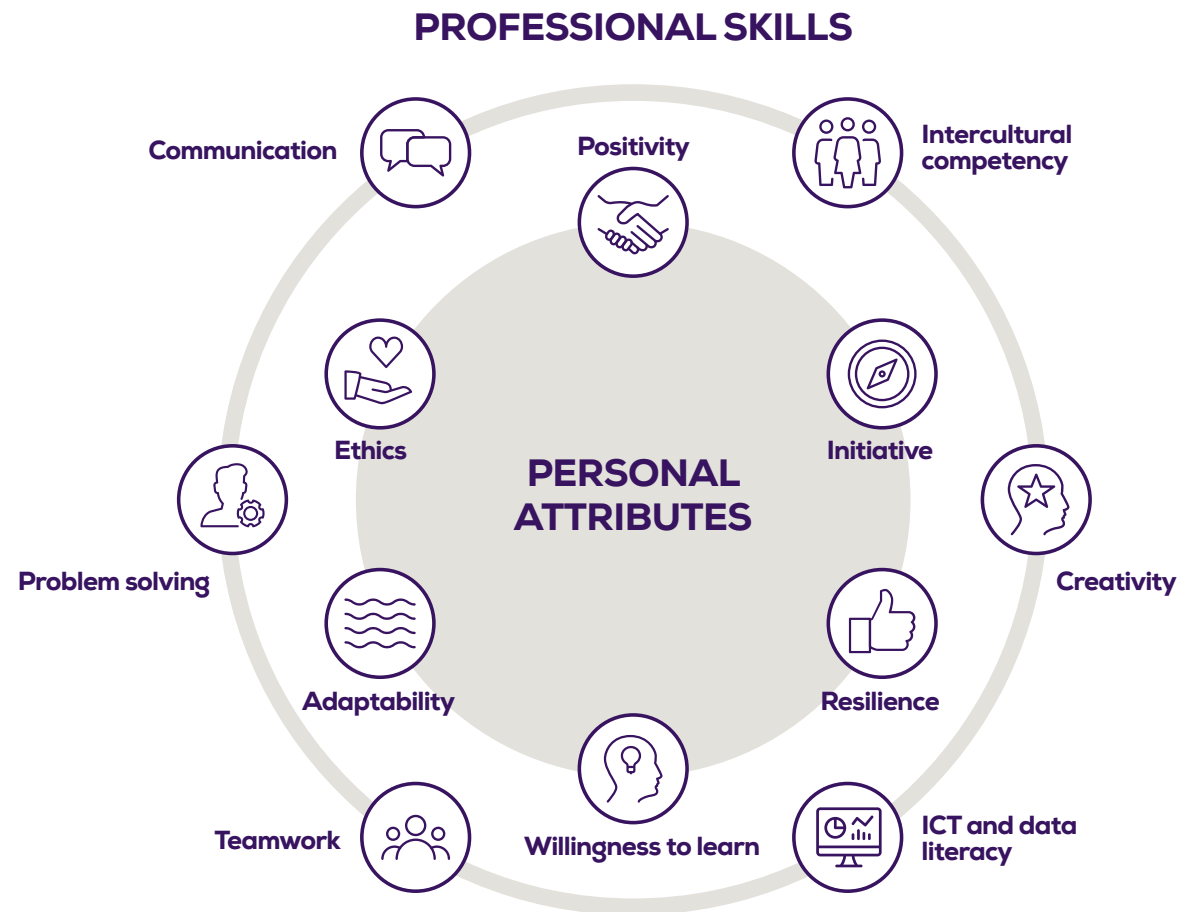 PROFESSIONAL SKILLS
Communication
Positivity
Intercultural
competency
Ethics
Initiative
PERSONAL
ATTRIBUTES
Problem solving
Creativity
Adaptability
Resilience
Teamwork
Willingness to learn
ICT and data
literacy